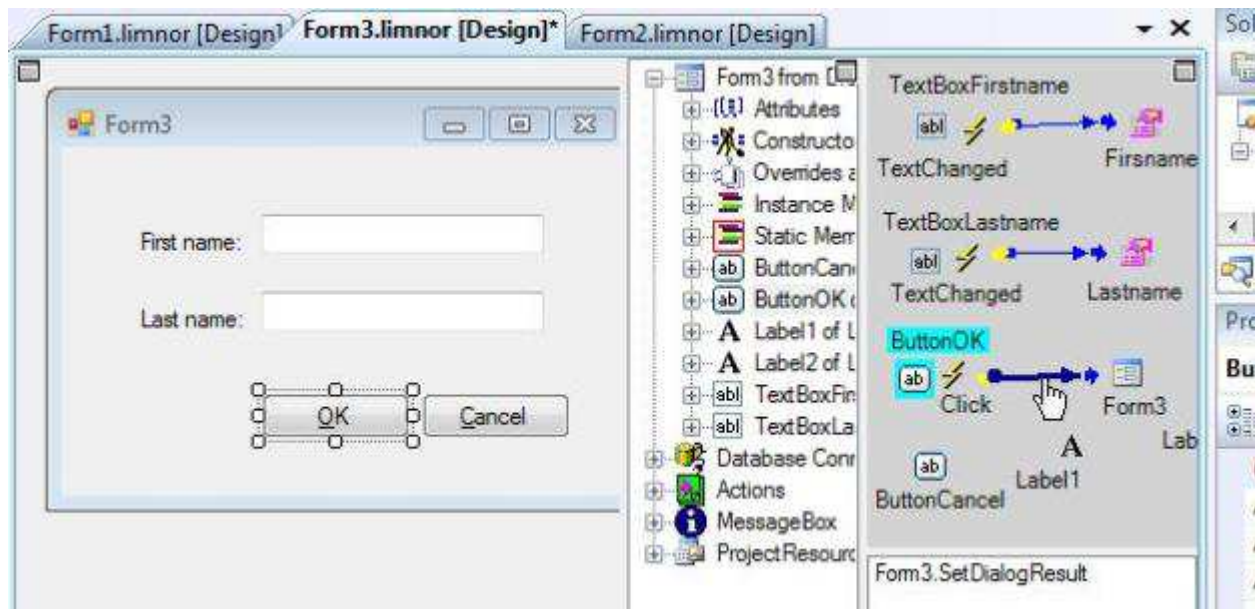 Form1.limnor [Design]
Form3.limnor [Design]*
Form2.limnor [Design]
Form3
First name:
Last name:
OK
Cancel
Form3 from
Attributes
Constructo
Overrides a
Instance M
Static Mem
ButtonCan
ButtonOK
Label1 of L
Label2 of L
TextBoxFir
TextBoxLa
Database Conn
Actions
MessageBox
ProjectResourc
TextBoxFirstname
TextChanged
Firsname
TextBoxLastname
TextChanged
Lastname
ButtonOK
Click
Form3
Lab
Label1
ButtonCancel
Form3.SetDialogResult
Sol
Pro
Bu